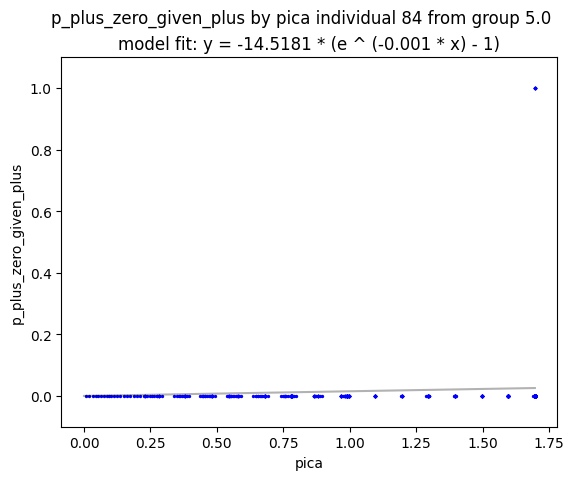 p_plus_zero_given_plus by pica individual 84 from group 5.0
model fit: y = -14.5181 * (e ^ (-0.001 * x) - 1)
1.0
0.8
0.6
0.4
0.2
0.0
p_plus_zero_given_plus
0.00 0.25 0.50 0.75 1.00 1.25 1.50 1.75
pica